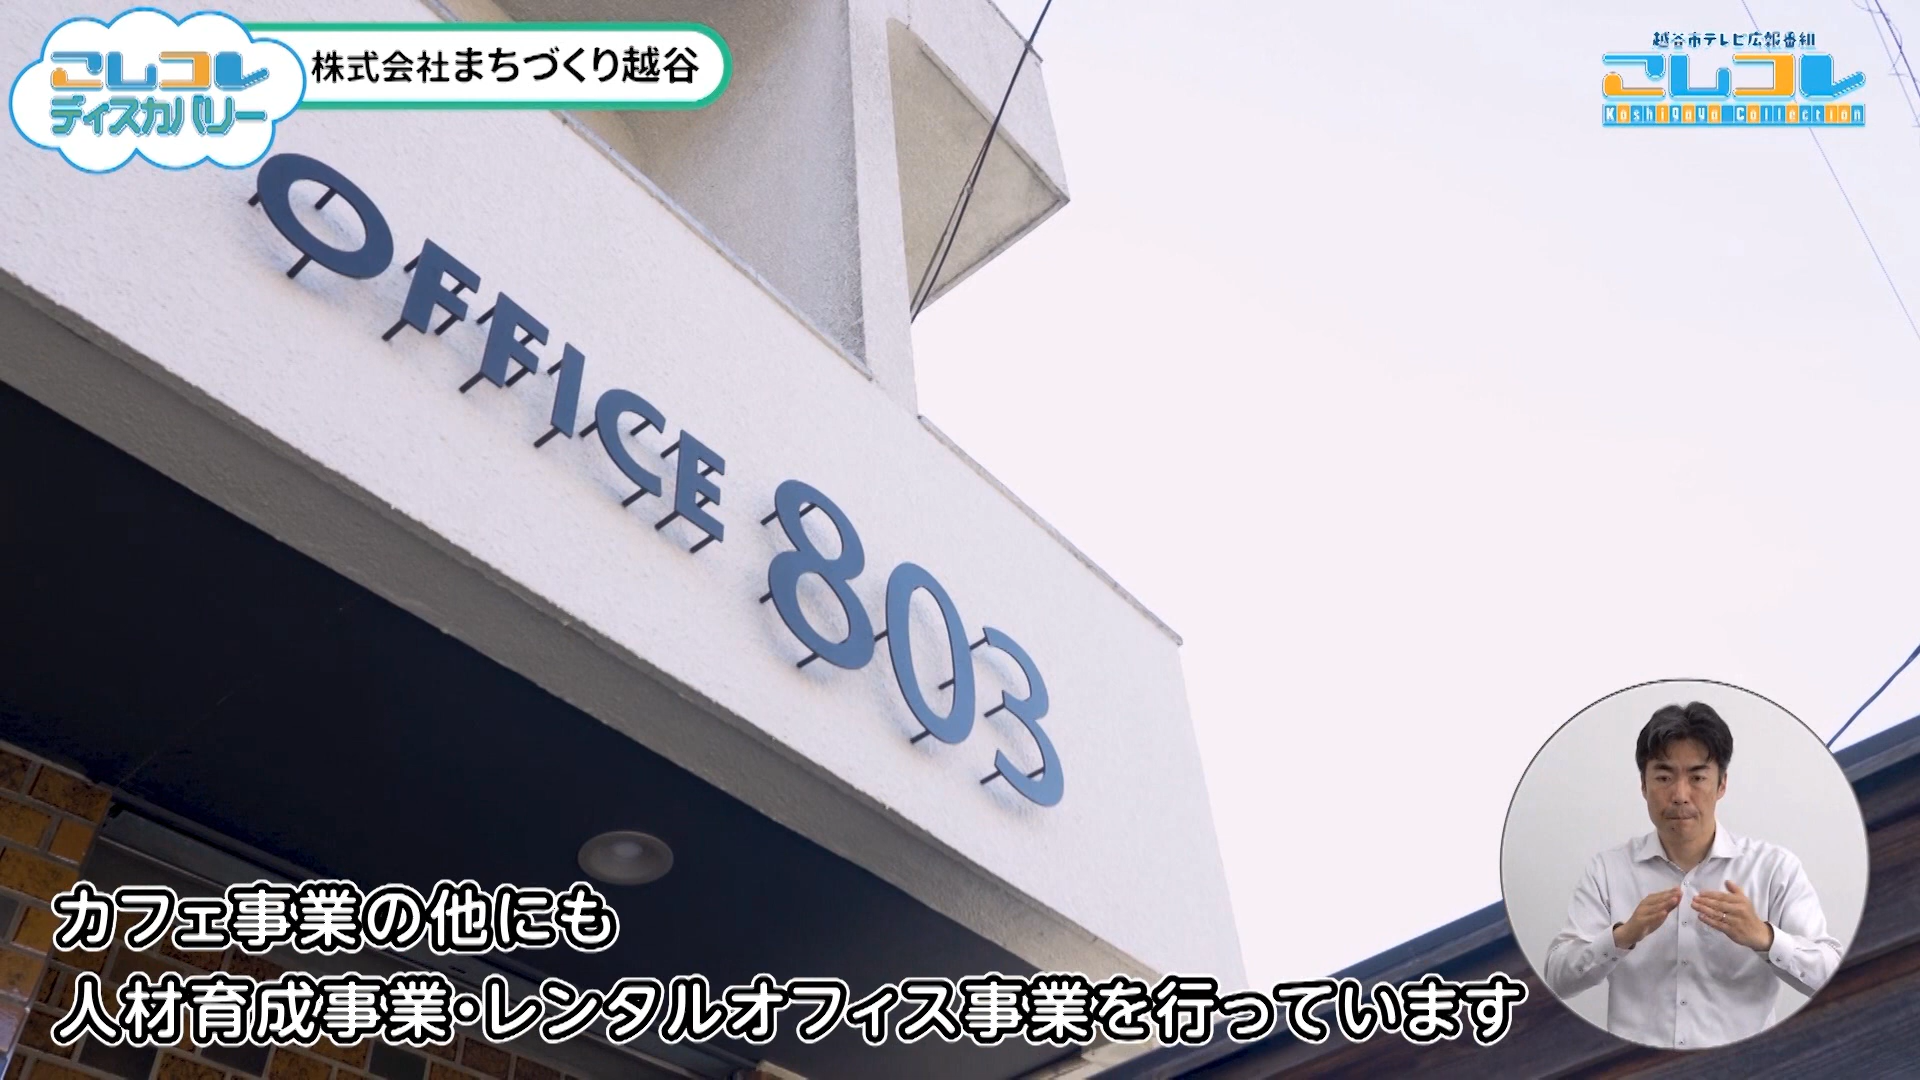 こしコレ
ディスカバリー
株式会社まちづくり越谷
越谷市テレビ広報番組
こしコレ
Koshigaya Collection
OFFICE 803
カフェ事業の他にも
人材育成事業・レンタルオフィス事業を行っています